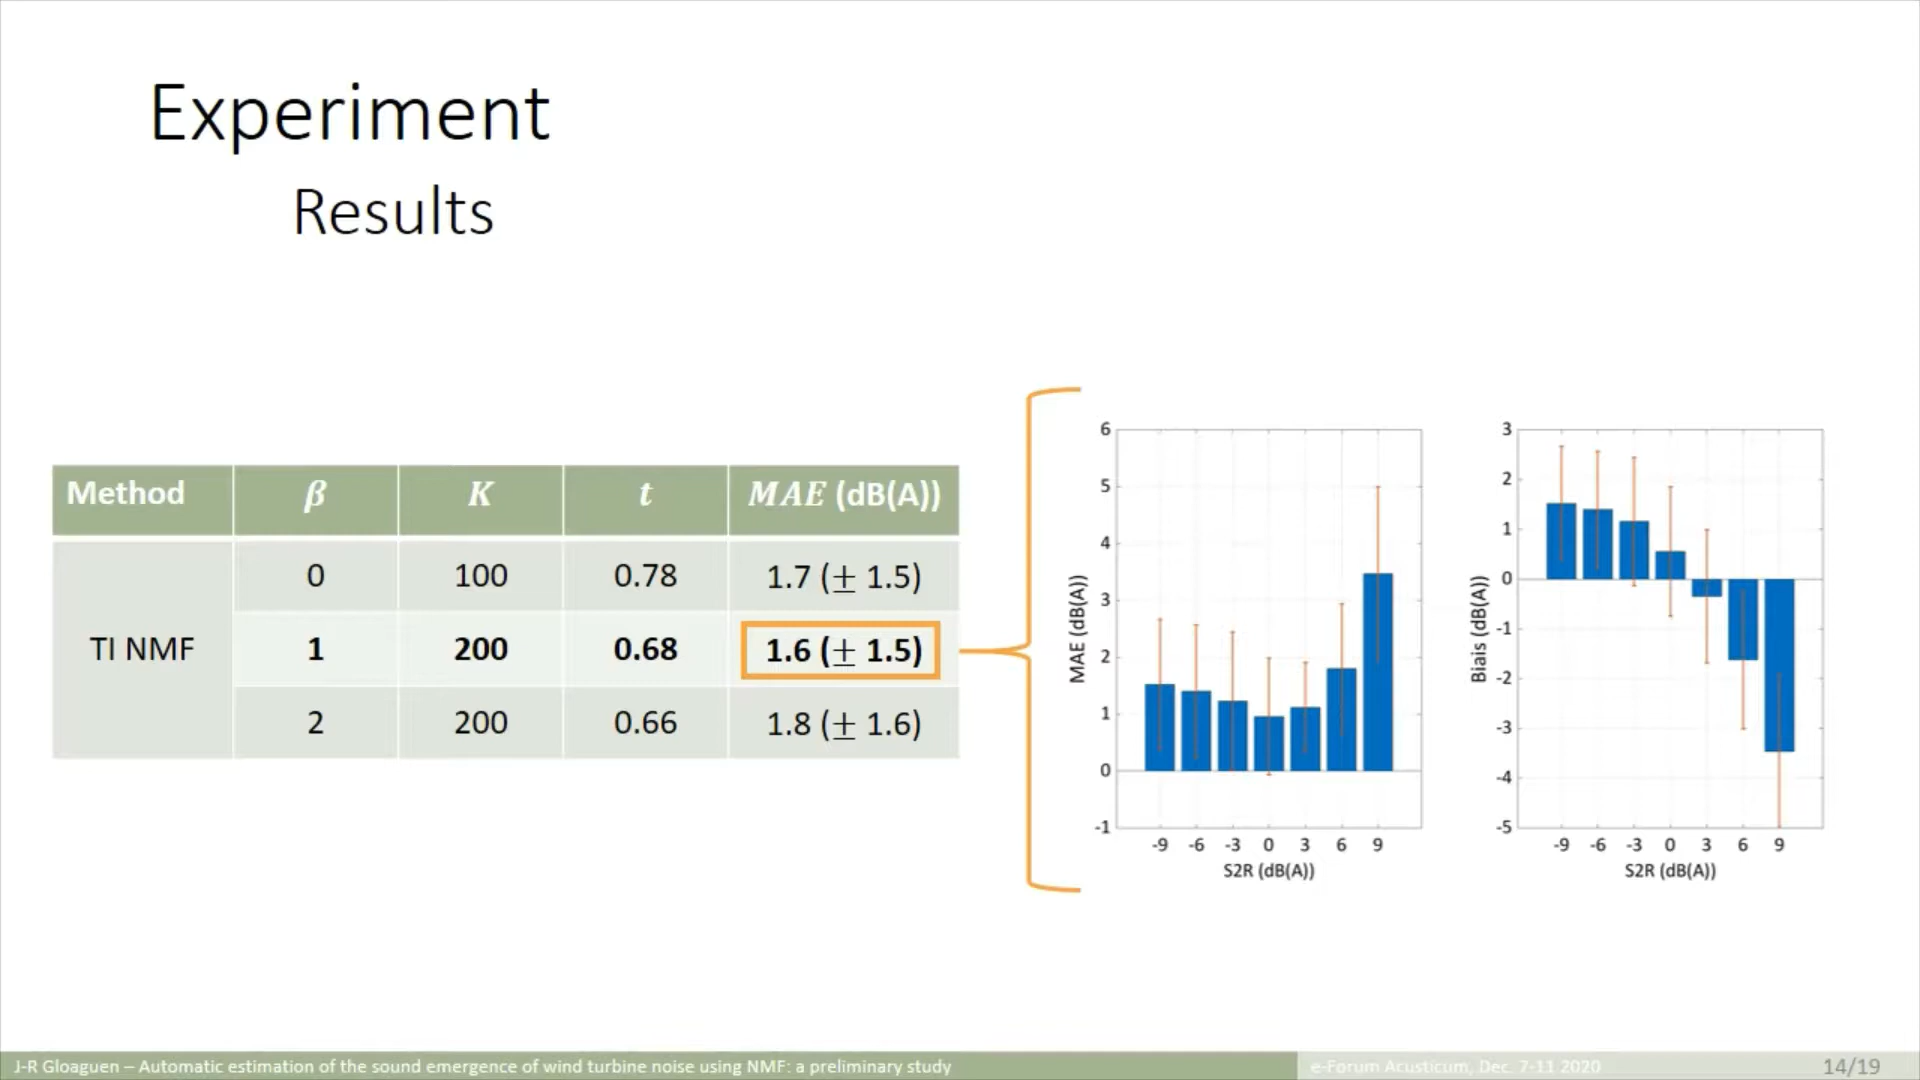 Experiment
Results
Method β K t MAE (dB(A))
TI NMF
0 100 0.78 1.7 (± 1.5)
1 200 0.68 1.6 (± 1.5)
2 200 0.66 1.8 (± 1.6)
MAE (dB(A))
6
5
4
3
2
1
0
-1
-9 -6 -3 0 3 6 9
S2R (dB(A))
Biais (dB(A))
3
2
1
0
-1
-2
-3
-4
-5
-9 -6 -3 0 3 6 9
S2R (dB(A))
J-R Gloaguen – Automatic estimation of the sound emergence of wind turbine noise using NMF: a preliminary study
e-Forum Acusticum, Dec. 7-11 2020
14/19